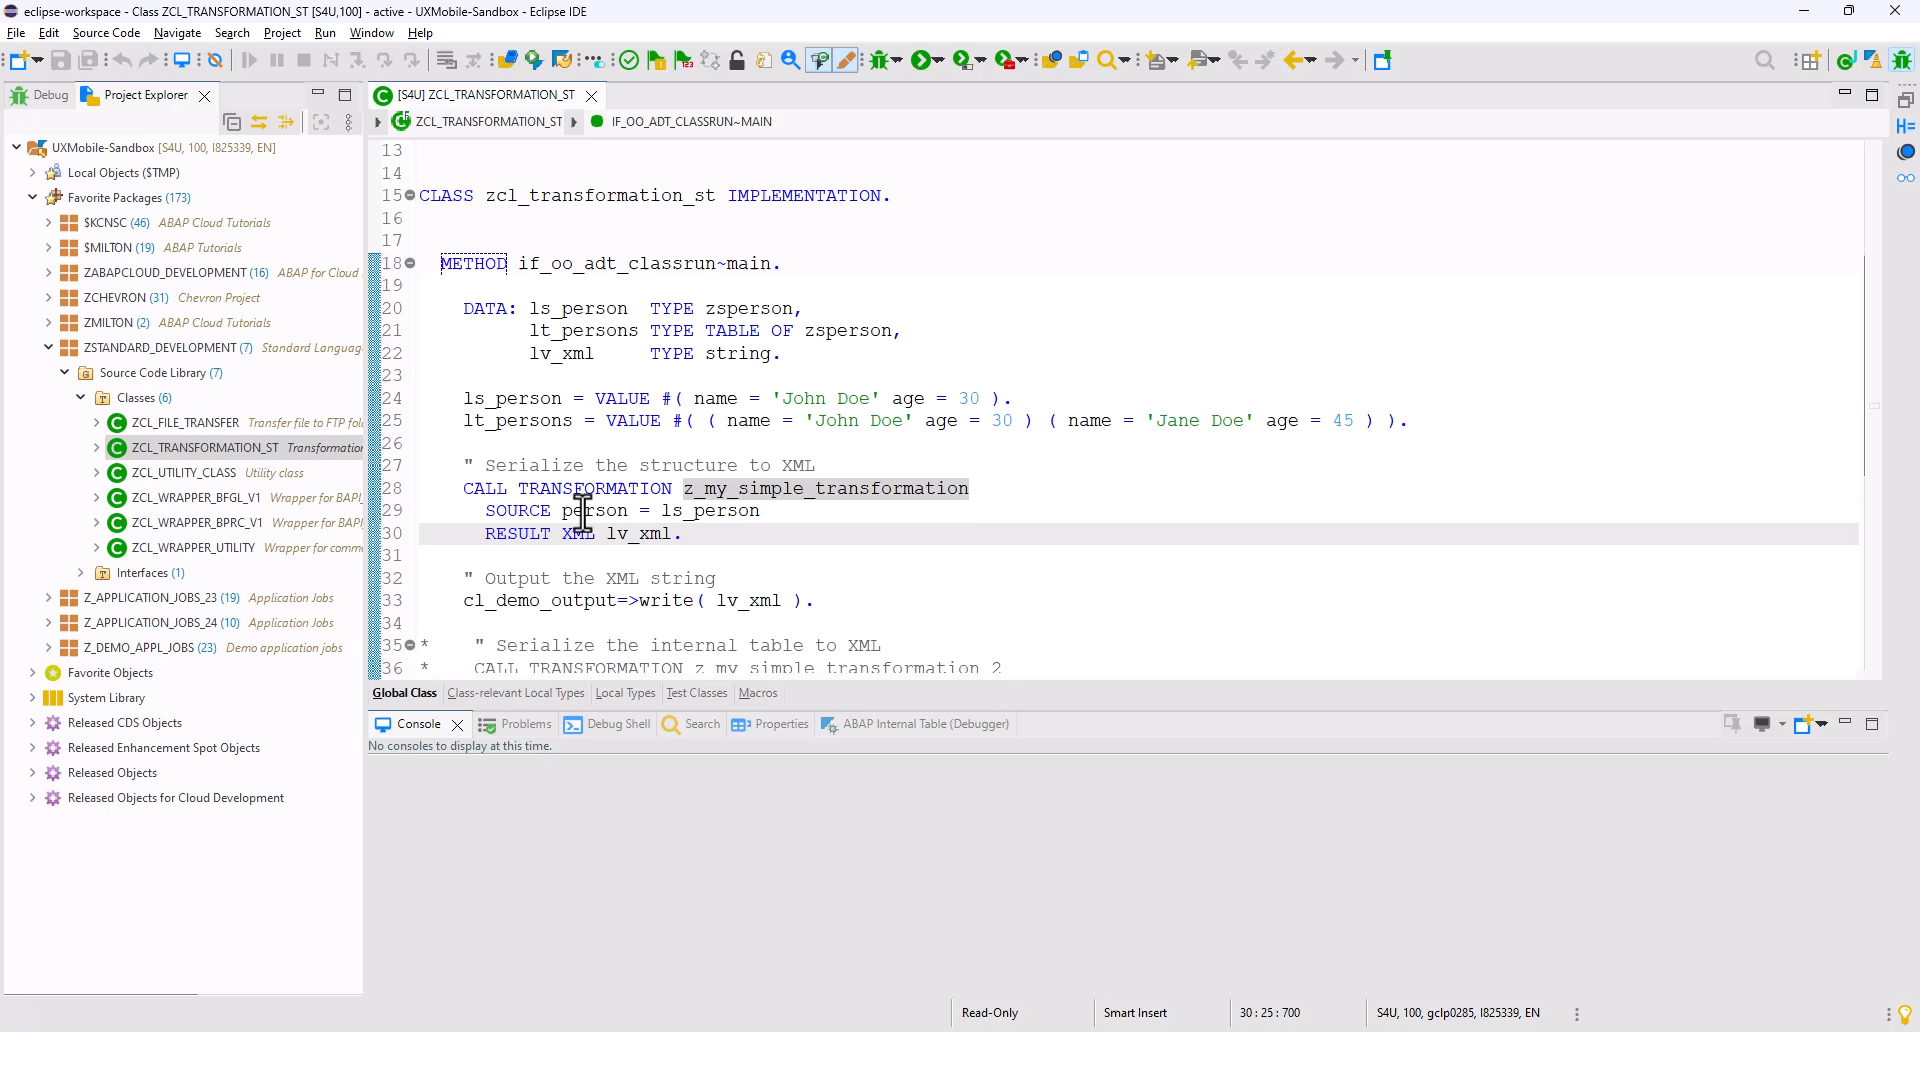 eclipse-workspace - Class ZCL_TRANSFORMATION_ST [S4U,100] - active - UXMobile-Sandbox - Eclipse IDE
File Edit Source Code Navigate Search Project Run Window Help
Debug Project Explorer
UXMobile-Sandbox [S4U, 100, I825339, EN]
Local Objects ($TMP)
Favorite Packages (173)
$KCNSC (46) ABAP Cloud Tutorials
$MILTON (19) ABAP Tutorials
ZABAPCLOUD_DEVELOPMENT (16) ABAP for Cloud
ZCHEVRON (31) Chevron Project
ZMILTON (2) ABAP Cloud Tutorials
ZSTANDARD_DEVELOPMENT (7) Standard Languag
Source Code Library (7)
Classes (6)
ZCL_FILE_TRANSFER Transfer file to FTP fol
ZCL_TRANSFORMATION_ST Transformation
ZCL_UTILITY_CLASS Utility class
ZCL_WRAPPER_BFGL_V1 Wrapper for BAPI_
ZCL_WRAPPER_BPRC_V1 Wrapper for BAPI
ZCL_WRAPPER_UTILITY Wrapper for comm
Interfaces (1)
Z_APPLICATION_JOBS_23 (19) Application Jobs
Z_APPLICATION_JOBS_24 (10) Application Jobs
Z_DEMO_APPL_JOBS (23) Demo application jobs
Favorite Objects
System Library
Released CDS Objects
Released Enhancement Spot Objects
Released Objects
Released Objects for Cloud Development
[S4U] ZCL_TRANSFORMATION_ST
ZCL_TRANSFORMATION_ST IF_OO_ADT_CLASSRUN~MAIN
13
14
15 CLASS zcl_transformation_st IMPLEMENTATION.
16
17
18 METHOD if_oo_adt_classrun~main.
19
20 DATA: ls_person TYPE zsperson,
21 lt_persons TYPE TABLE OF zsperson,
22 lv_xml TYPE string.
23
24 ls_person = VALUE #( name = 'John Doe' age = 30 ).
25 lt_persons = VALUE #( ( name = 'John Doe' age = 30 ) ( name = 'Jane Doe' age = 45 ) ).
26
27 " Serialize the structure to XML
28 CALL TRANSFORMATION z_my_simple_transformation
29 SOURCE person = ls_person
30 RESULT XML lv_xml.
31
32 " Output the XML string
33 cl_demo_output=>write( lv_xml ).
34
35 * " Serialize the internal table to XML
36 * CALL TRANSFORMATION z_my_simple_transformation_2
Global Class Class-relevant Local Types Local Types Test Classes Macros
Console Problems Debug Shell Search Properties ABAP Internal Table (Debugger)
No consoles to display at this time.
Read-Only Smart Insert 30 : 25 : 700 S4U, 100, gclp0285, I825339, EN